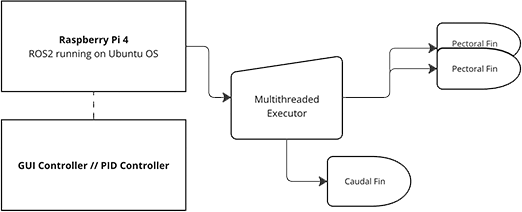 Raspberry Pi 4
ROS2 running on Ubuntu OS
Pectoral Fin
Pectoral Fin
Multithreaded
Executor
GUI Controller // PID Controller
Caudal Fin